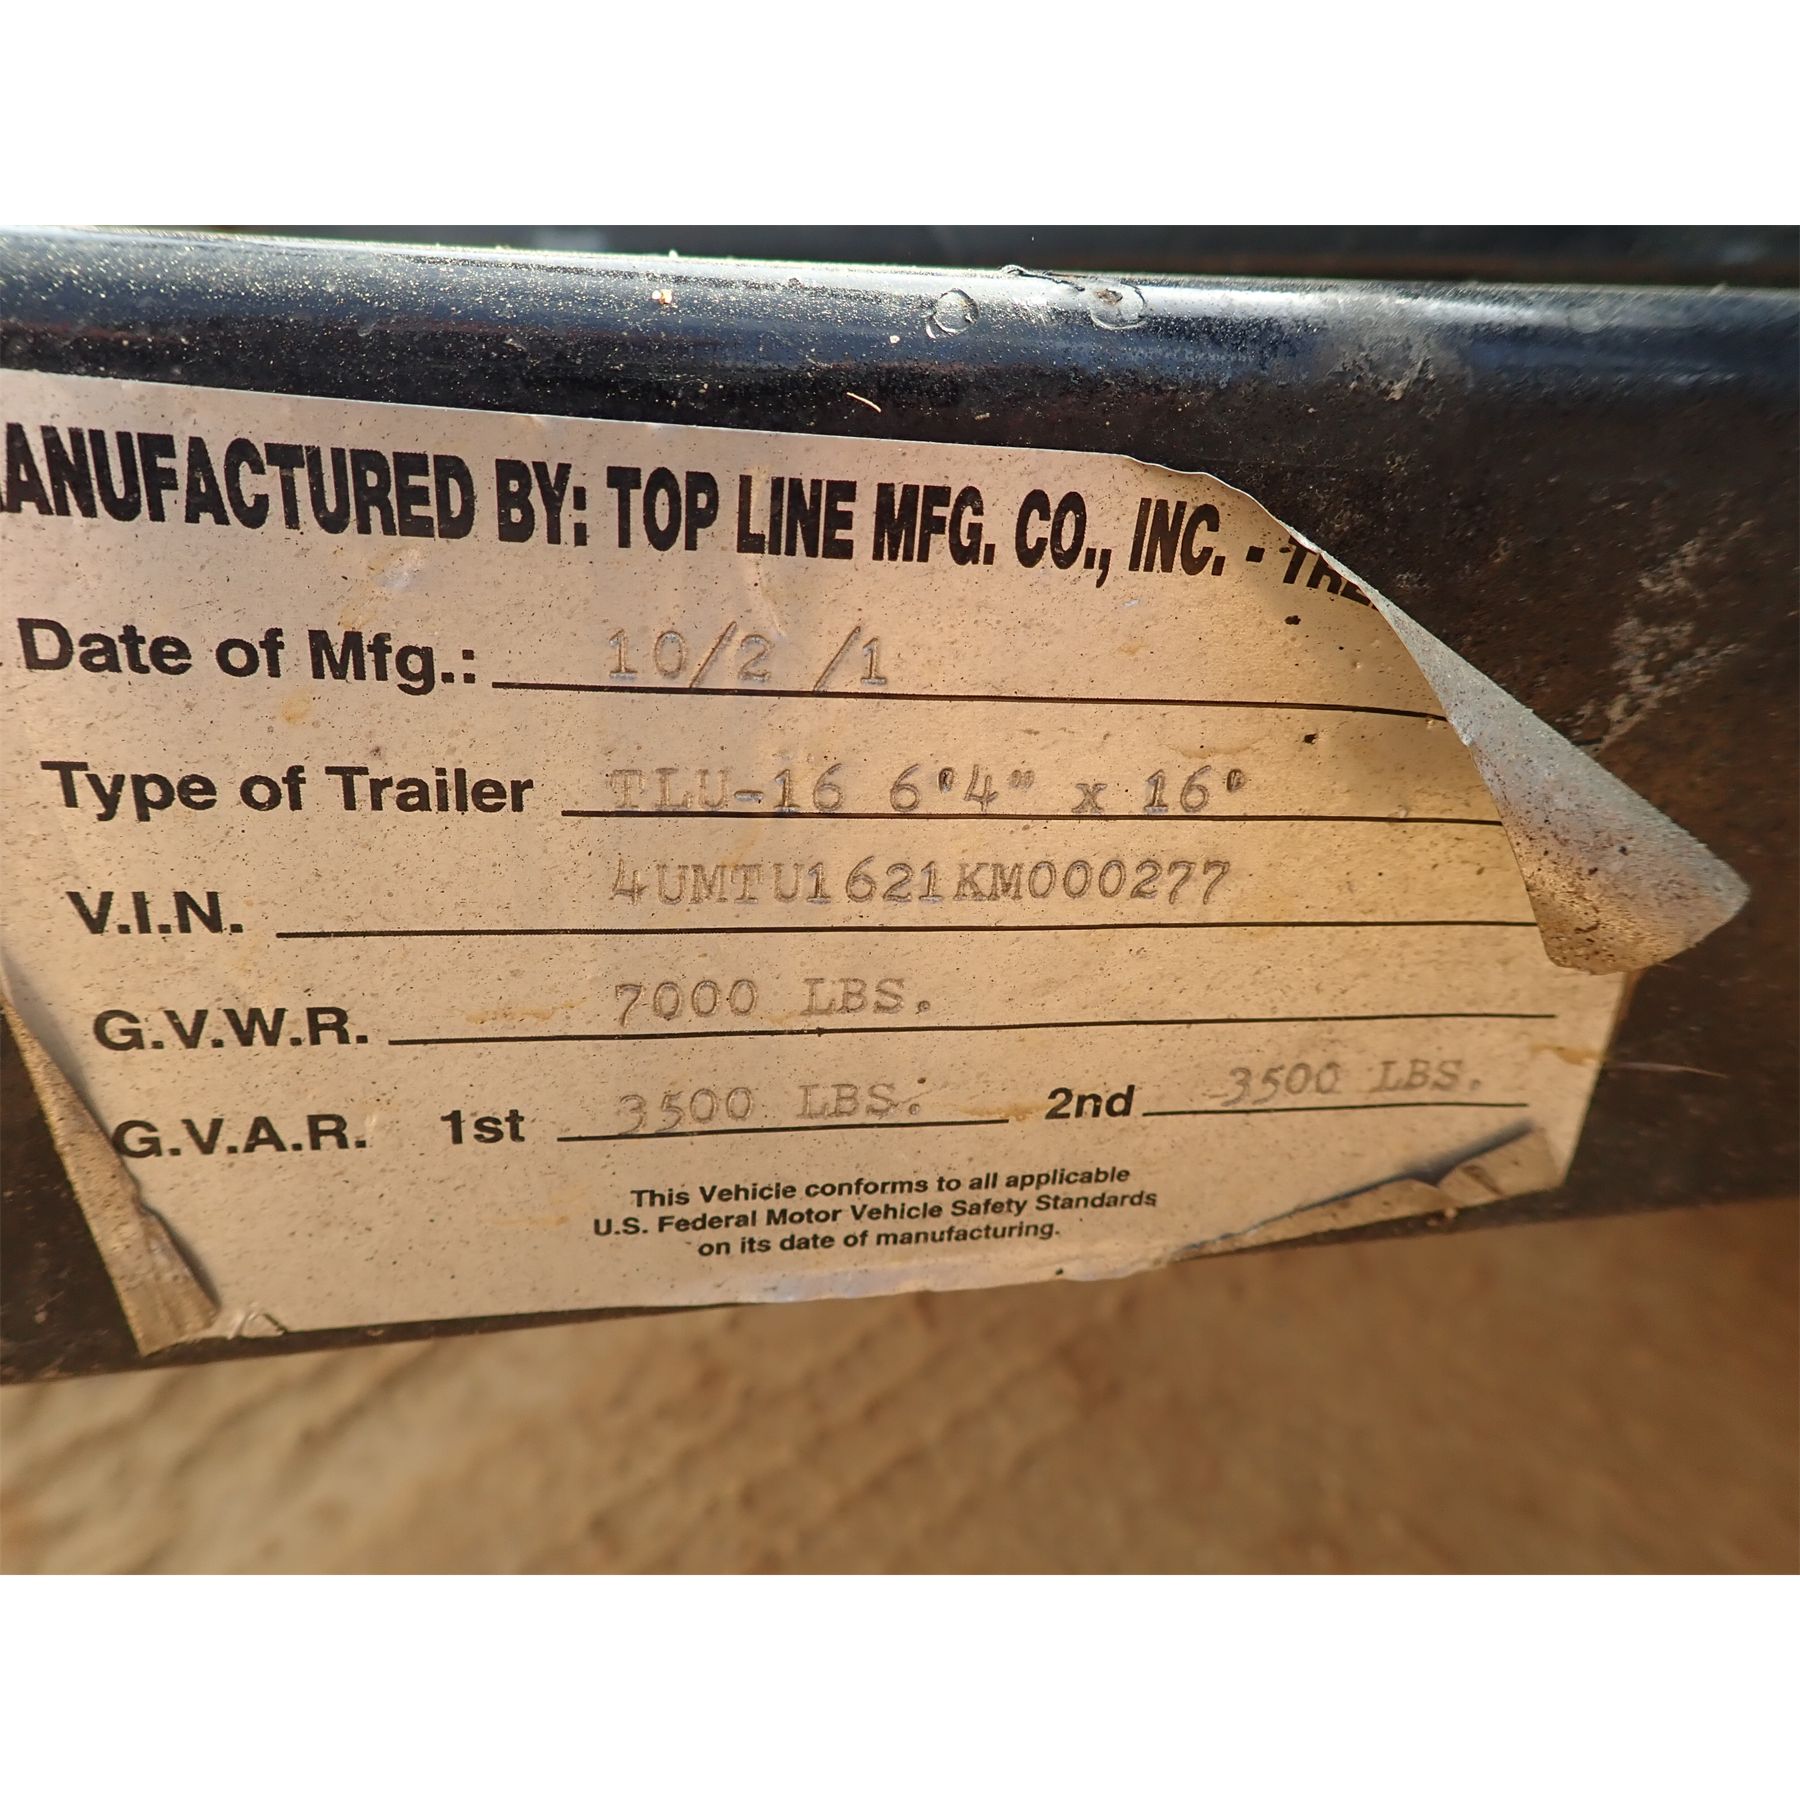 ANUFACTURED BY: TOP LINE MFG. CO., INC. -
Date of Mfg.: 10/2 /1
Type of Trailer TLU-16 6'4" x 16'
V.I.N. 4UMTU1621KM000277
G.V.W.R. 7000 LBS.
G.V.A.R. 1st 3500 LBS. 2nd 3500 LBS.
This Vehicle conforms to all applicable
U.S. Federal Motor Vehicle Safety Standards
on its date of manufacturing.